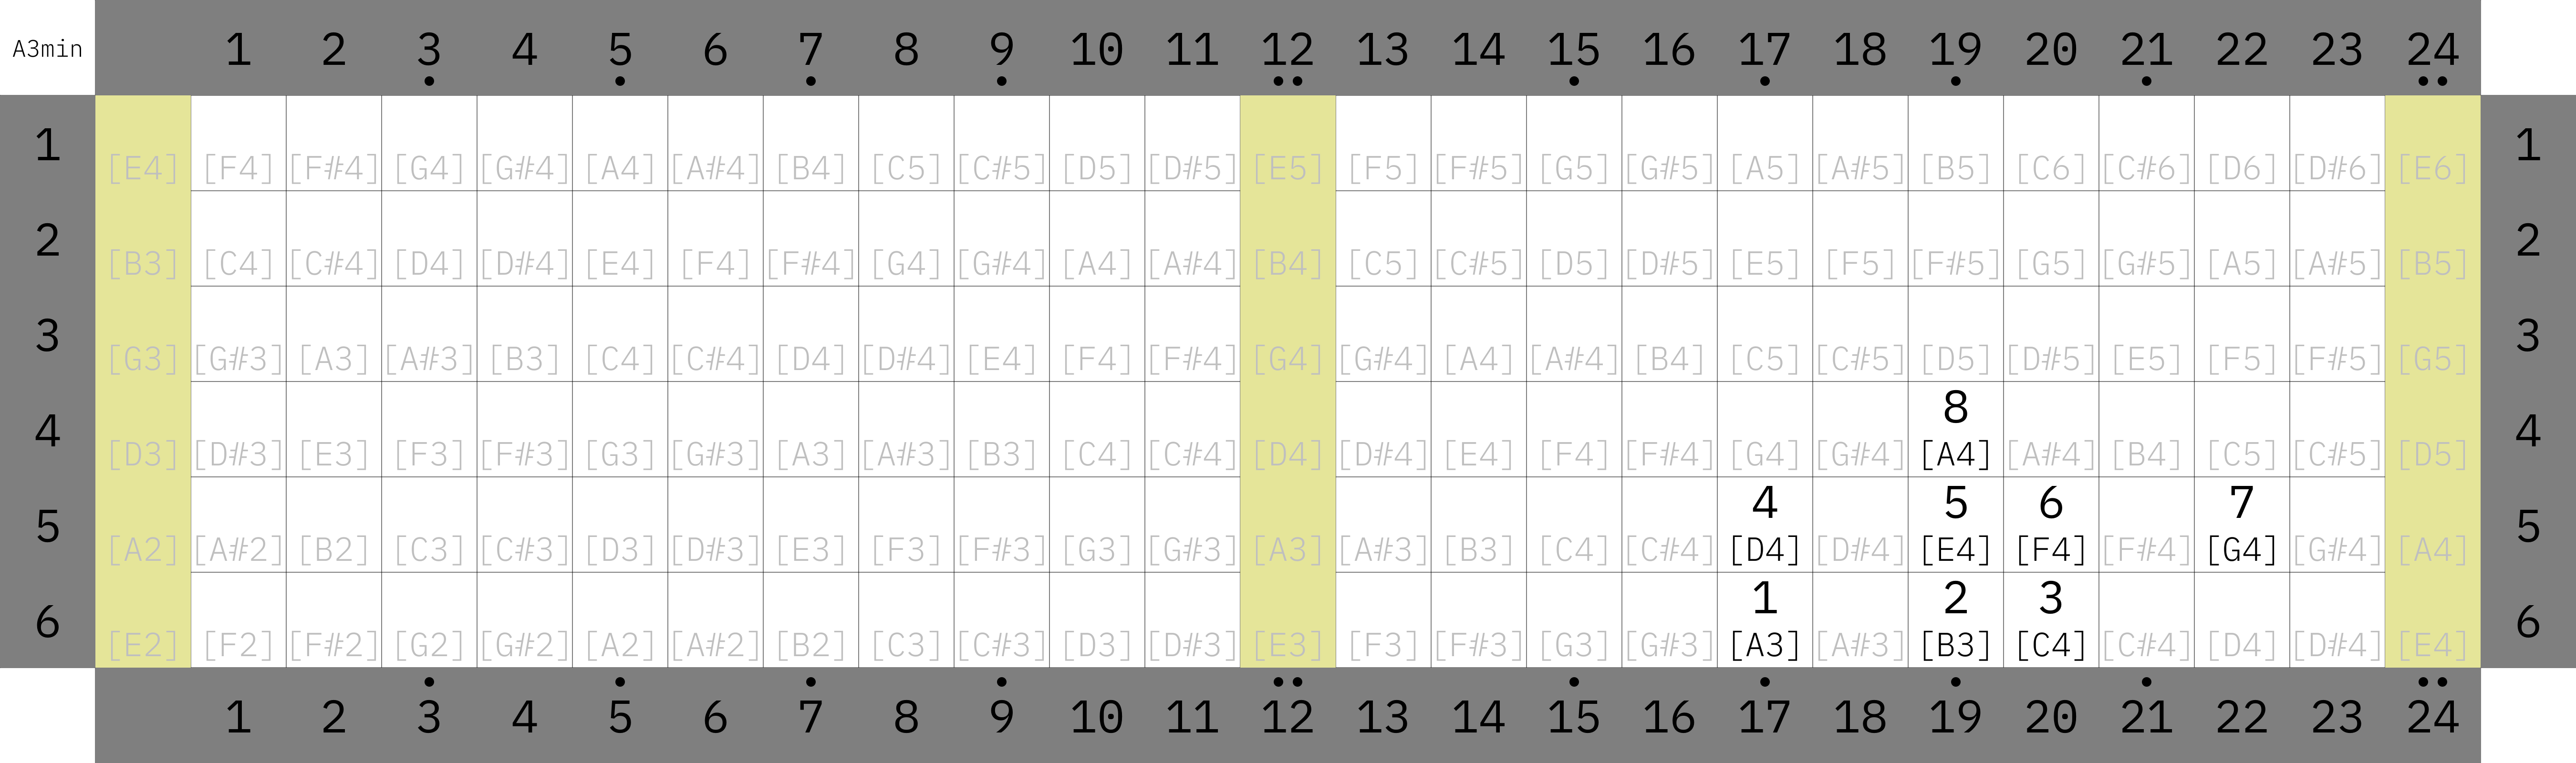 A3min 1 2 3 4 5 6 7 8 9 10 11 12 13 14 15 16 17 18 19 20 21 22 23 24
1 [E4] [F4] [F#4] [G4] [G#4] [A4] [A#4] [B4] [C5] [C#5] [D5] [D#5] [E5] [F5] [F#5] [G5] [G#5] [A5] [A#5] [B5] [C6] [C#6] [D6] [D#6] [E6] 1
2 [B3] [C4] [C#4] [D4] [D#4] [E4] [F4] [F#4] [G4] [G#4] [A4] [A#4] [B4] [C5] [C#5] [D5] [D#5] [E5] [F5] [F#5] [G5] [G#5] [A5] [A#5] [B5] 2
3 [G3] [G#3] [A3] [A#3] [B3] [C4] [C#4] [D4] [D#4] [E4] [F4] [F#4] [G4] [G#4] [A4] [A#4] [B4] [C5] [C#5] [D5] [D#5] [E5] [F5] [F#5] [G5] 3
8
4 [D3] [D#3] [E3] [F3] [F#3] [G3] [G#3] [A3] [A#3] [B3] [C4] [C#4] [D4] [D#4] [E4] [F4] [F#4] [G4] [G#4] [A4] [A#4] [B4] [C5] [C#5] [D5] 4
4 5 6 7
5 [A2] [A#2] [B2] [C3] [C#3] [D3] [D#3] [E3] [F3] [F#3] [G3] [G#3] [A3] [A#3] [B3] [C4] [C#4] [D4] [D#4] [E4] [F4] [F#4] [G4] [G#4] [A4] 5
1 2 3
6 [E2] [F2] [F#2] [G2] [G#2] [A2] [A#2] [B2] [C3] [C#3] [D3] [D#3] [E3] [F3] [F#3] [G3] [G#3] [A3] [A#3] [B3] [C4] [C#4] [D4] [D#4] [E4] 6
1 2 3 4 5 6 7 8 9 10 11 12 13 14 15 16 17 18 19 20 21 22 23 24